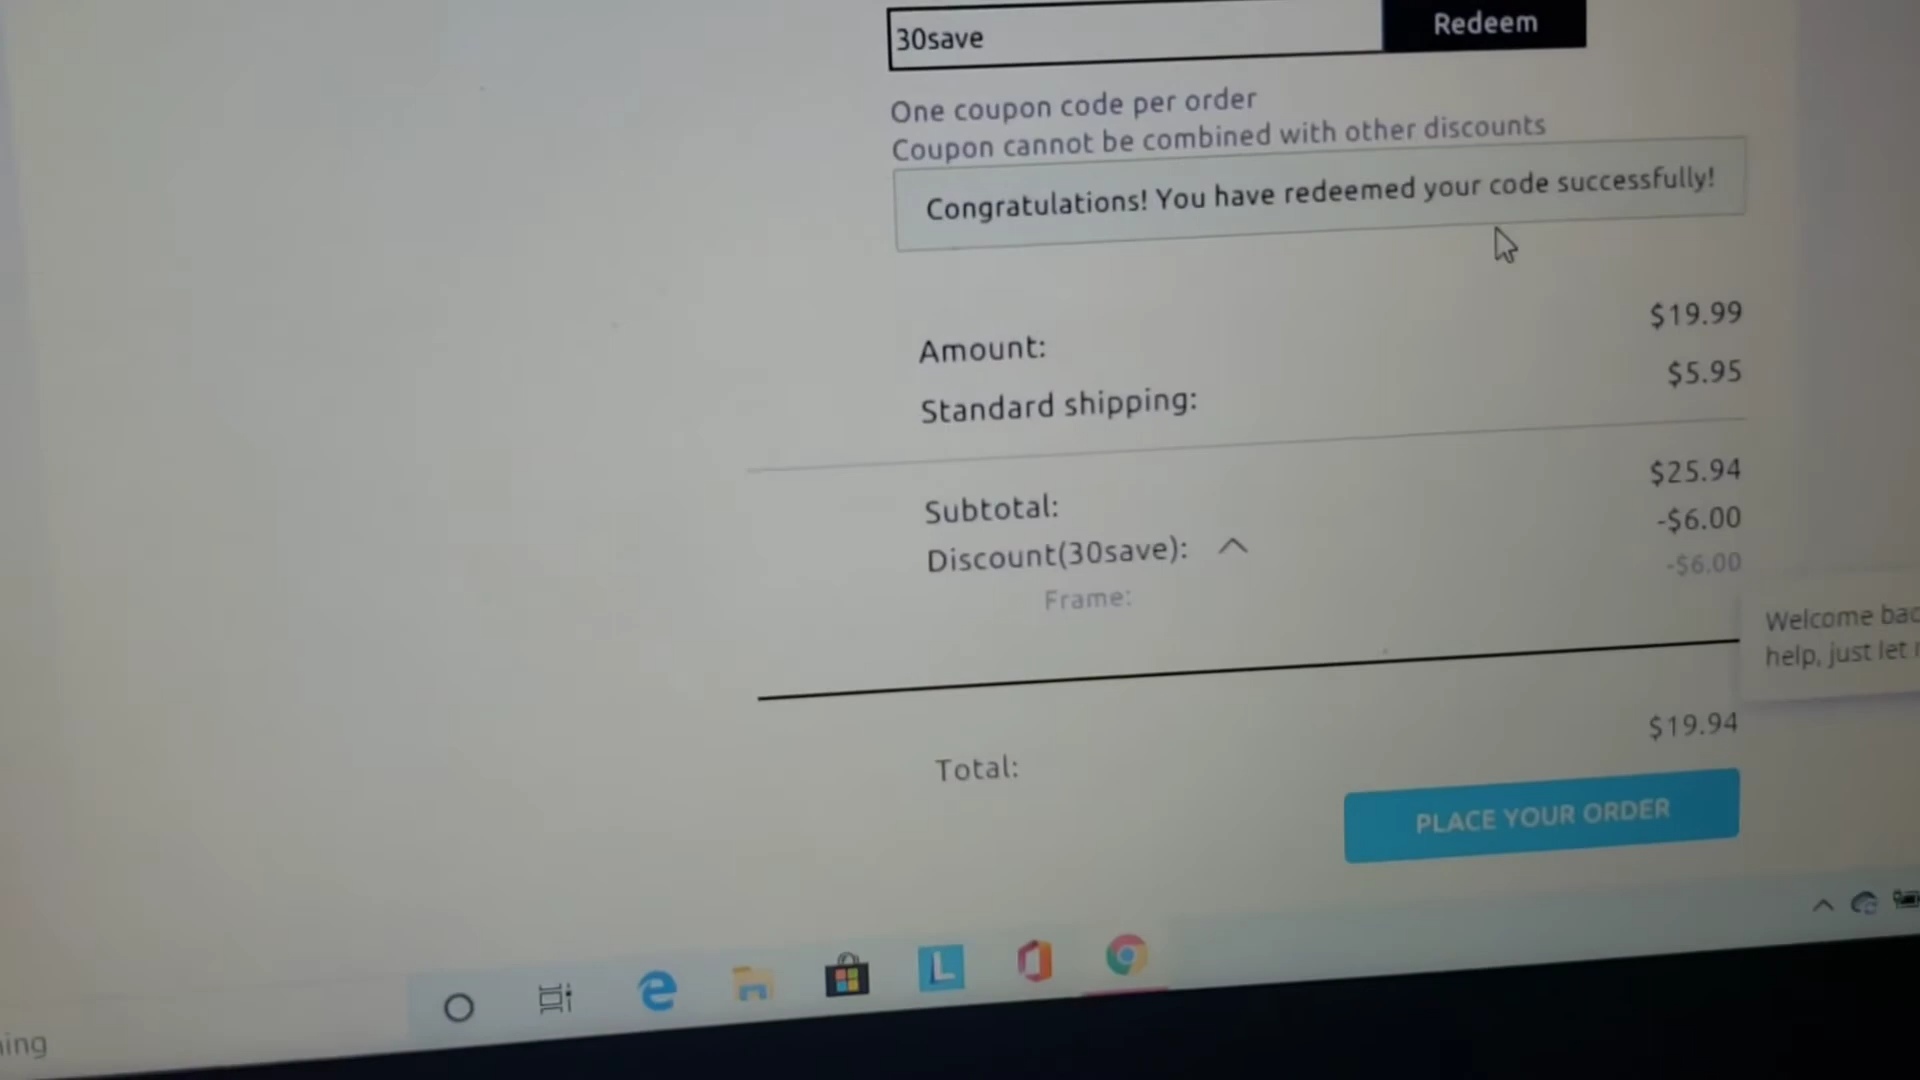 30save
Redeem
One coupon code per order
Coupon cannot be combined with other discounts
Congratulations! You have redeemed your code successfully!
Amount: $19.99
Standard shipping: $5.95
Subtotal: $25.94
Discount(30save): -$6.00
Frame: -$6.00
Welcome bac
help, just let
Total: $19.94
PLACE YOUR ORDER
L
ing